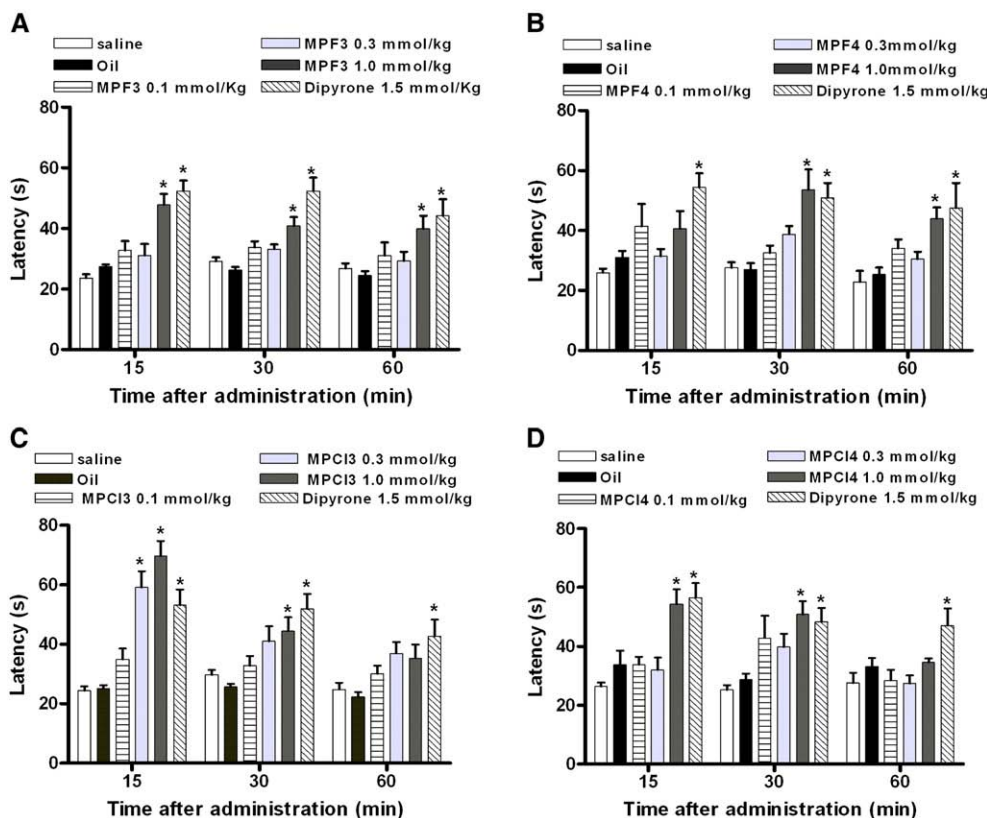 A
saline
Oil
MPF3 0.1 mmol/Kg
MPF3 0.3 mmol/kg
MPF3 1.0 mmol/kg
Dipyrone 1.5 mmol/Kg
Latency (s)
80
60
40
20
0
* * * * * *
15 30 60
Time after administration (min)
B
saline
Oil
MPF4 0.1 mmol/kg
MPF4 0.3mmol/kg
MPF4 1.0mmol/kg
Dipyrone 1.5 mmol/kg
Latency (s)
80
60
40
20
0
* * * * *
15 30 60
Time after administration (min)
C
saline
Oil
MPCl3 0.1 mmol/kg
MPCl3 0.3 mmol/kg
MPCl3 1.0 mmol/kg
Dipyrone 1.5 mmol/kg
Latency (s)
80
60
40
20
0
* * * * * *
15 30 60
Time after administration (min)
D
saline
Oil
MPCl4 0.1 mmol/kg
MPCl4 0.3 mmol/kg
MPCl4 1.0 mmol/kg
Dipyrone 1.5 mmol/kg
Latency (s)
80
60
40
20
0
* * * * *
15 30 60
Time after administration (min)